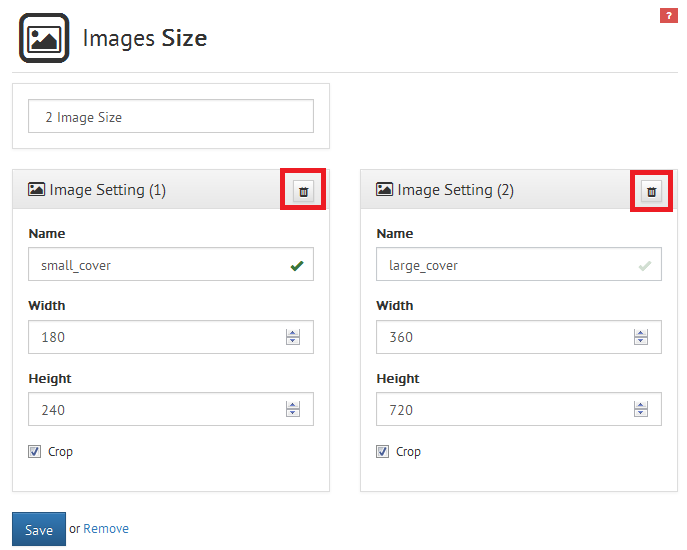 ?
Images Size
2 Image Size
Image Setting (1)
Name
small_cover
Width
180
Height
240
Crop
Image Setting (2)
Name
large_cover
Width
360
Height
720
Crop
Save or Remove